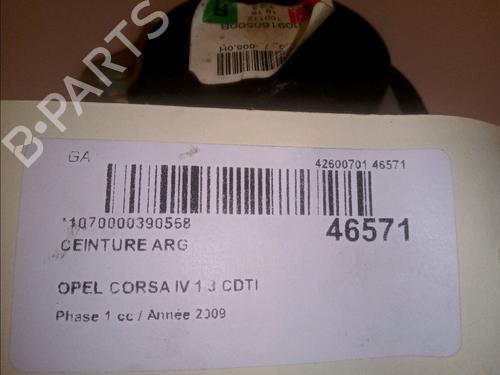 B-PARTS
GA
42600701 46571
*1070000390568
46571
CEINTURE ARG
OPEL CORSA IV 1.3 CDTI
Phase 1 cc / Année 2009